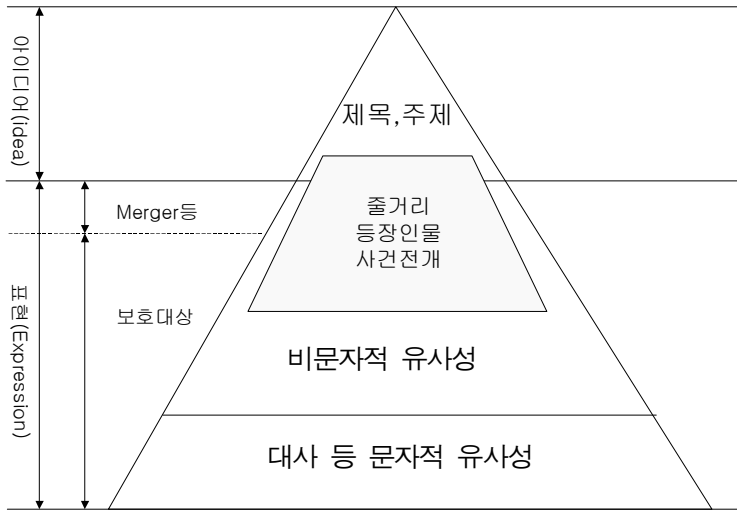 아이디어(idea)
제목,주제
Merger등
줄거리
등장인물
사건전개
표현(Expression)
보호대상
비문자적 유사성
대사 등 문자적 유사성